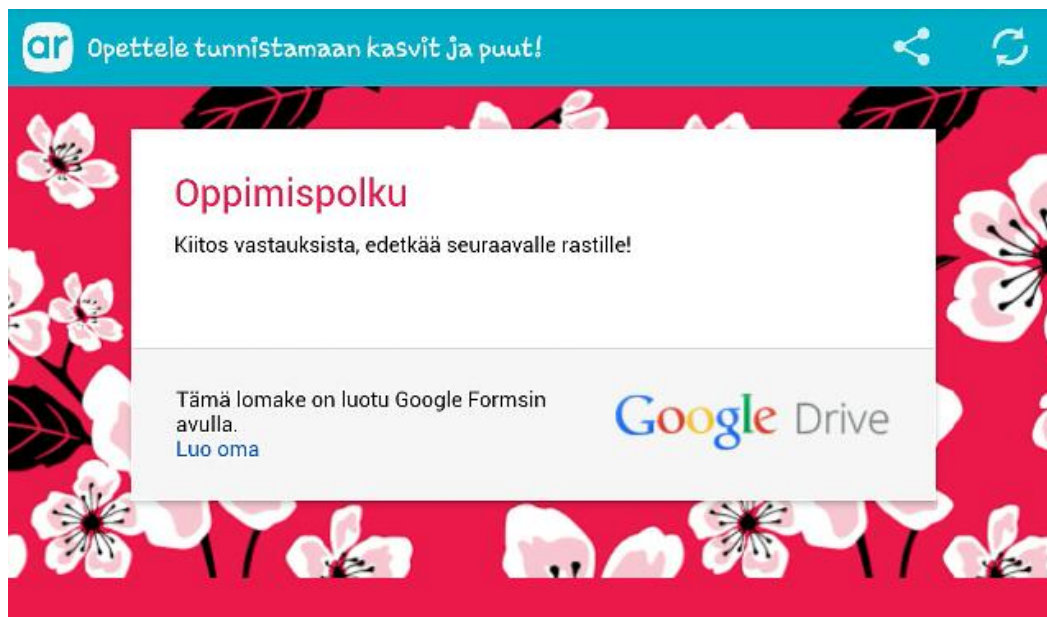 ar Opettele tunnistamaan kasvit ja puut!
Oppimispolku
Kiitos vastauksista, edetkää seuraavalle rastille!
Tämä lomake on luotu Google Formsin
avulla.
Luo oma
Google Drive